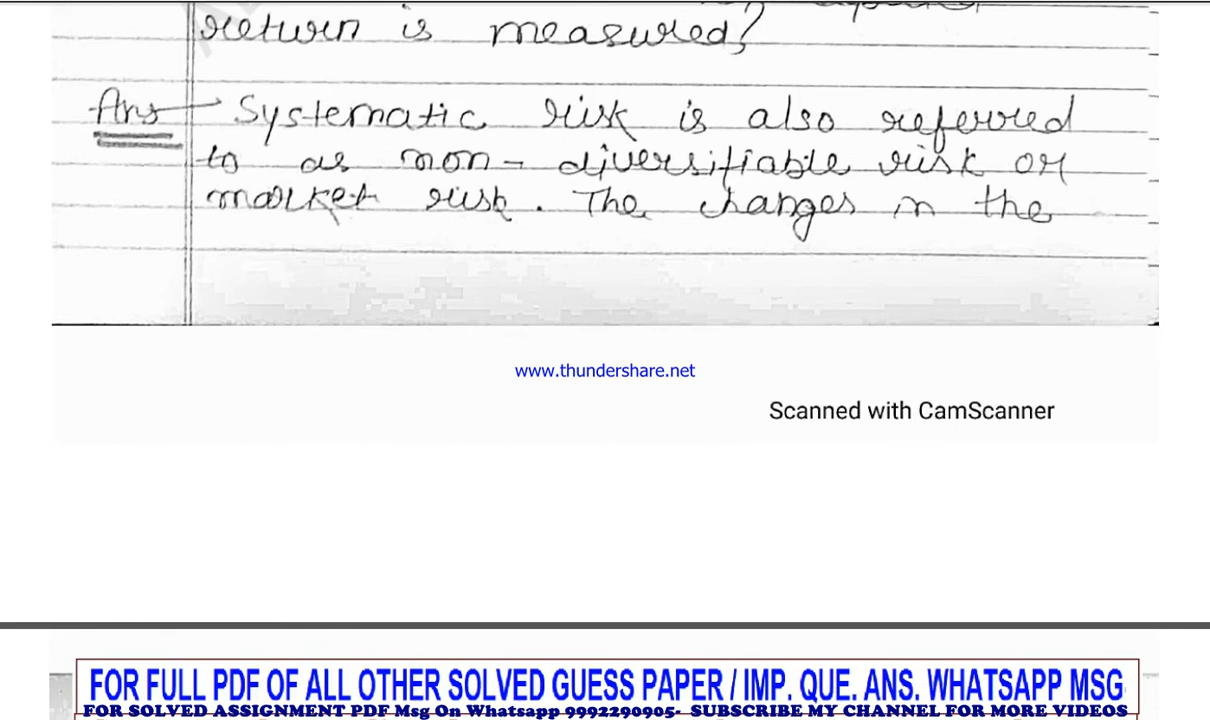 return is measured?
Ans → Systematic risk is also referred
to as non-diversifiable risk or
market risk. The changes in the
www.thundershare.net
Scanned with CamScanner
FOR FULL PDF OF ALL OTHER SOLVED GUESS PAPER / IMP. QUE. ANS. WHATSAPP MSG
FOR SOLVED ASSIGNMENT PDF Msg On Whatsapp 9992290905- SUBSCRIBE MY CHANNEL FOR MORE VIDEOS